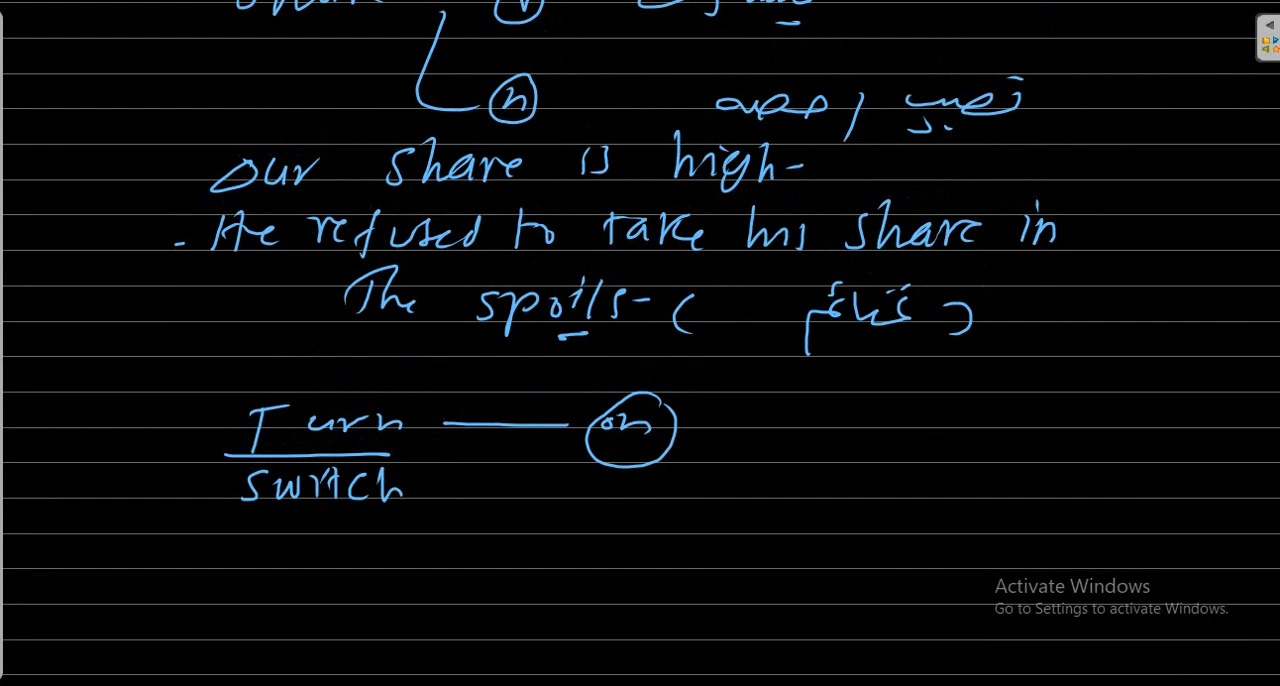 n حصه / نصيب
our share is high-
- He refused to take his share in
The spoils- ( غنائم )
Turn — on
switch
Activate Windows
Go to Settings to activate Windows.